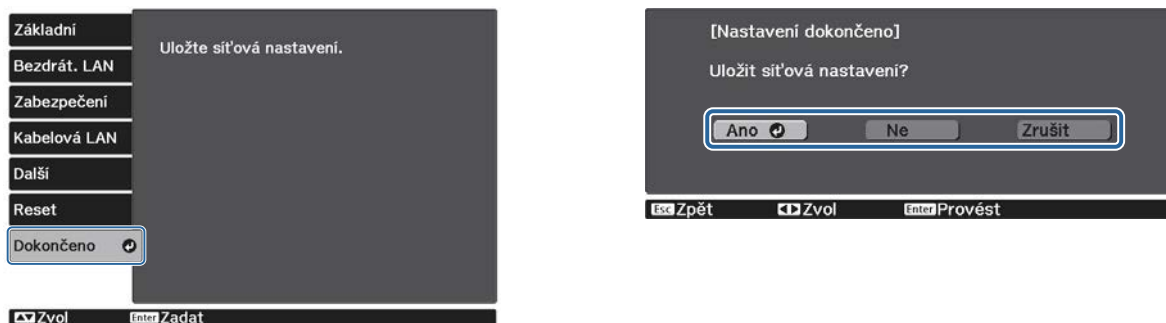 Základní
Bezdrát. LAN
Zabezpečení
Kabelová LAN
Další
Reset
Dokončeno
Uložte síťová nastavení.
Zvol Enter Zadat
[Nastavení dokončeno]
Uložit síťová nastavení?
Ano Ne Zrušit
Esc Zpět Zvol Enter Provést